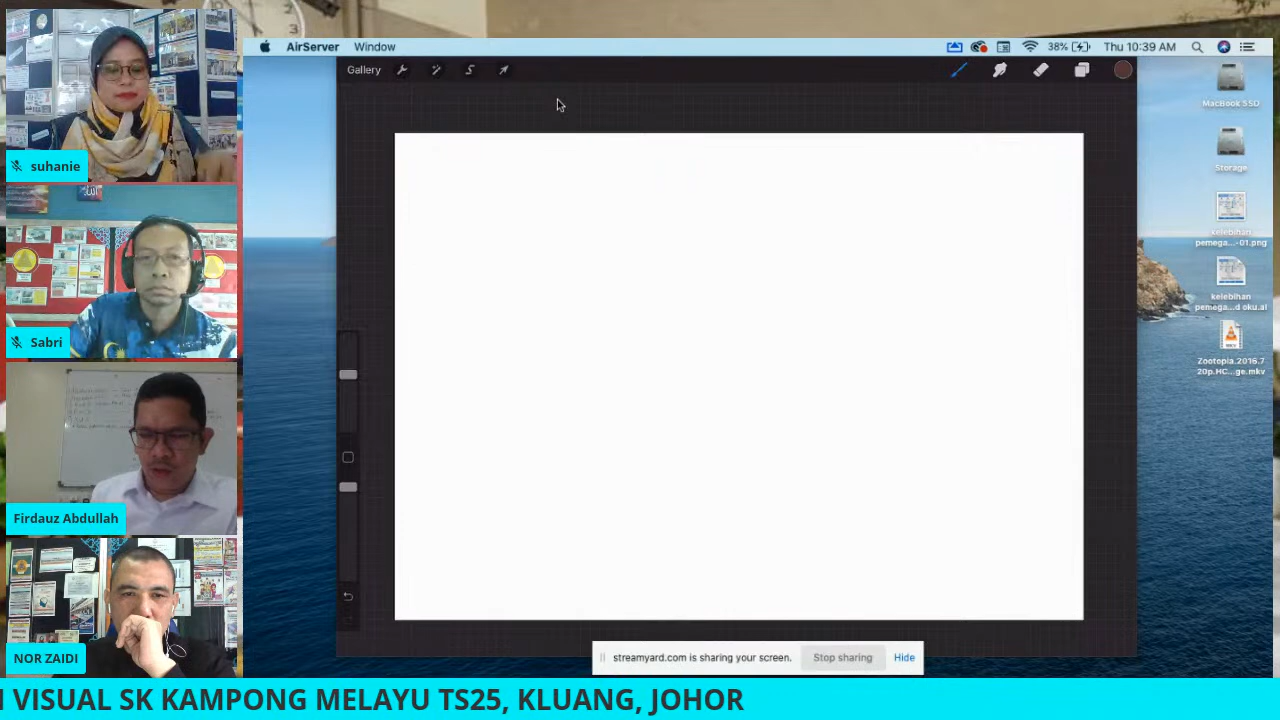 AirServer Window
38% Thu 10:39 AM
Gallery
suhanie
Sabri
Firdauz Abdullah
NOR ZAIDI
MacBook SSD
Storage
kelebihan
pemega...-01.png
kelebihan
pemega...d oku.ai
Zootopia.2016.7
20p.HC...ge.mkv
streamyard.com is sharing your screen.
Stop sharing
Hide
VISUAL SK KAMPONG MELAYU TS25, KLUANG, JOHOR